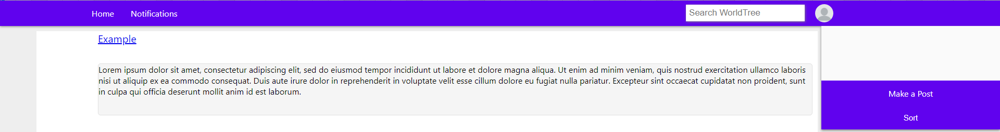 Home Notifications Search WorldTree
Example
Lorem ipsum dolor sit amet, consectetur adipiscing elit, sed do eiusmod tempor incididunt ut labore et dolore magna aliqua. Ut enim ad minim veniam, quis nostrud exercitation ullamco laboris
nisi ut aliquip ex ea commodo consequat. Duis aute irure dolor in reprehenderit in voluptate velit esse cillum dolore eu fugiat nulla pariatur. Excepteur sint occaecat cupidatat non proident, sunt
in culpa qui officia deserunt mollit anim id est laborum.
Make a Post
Sort